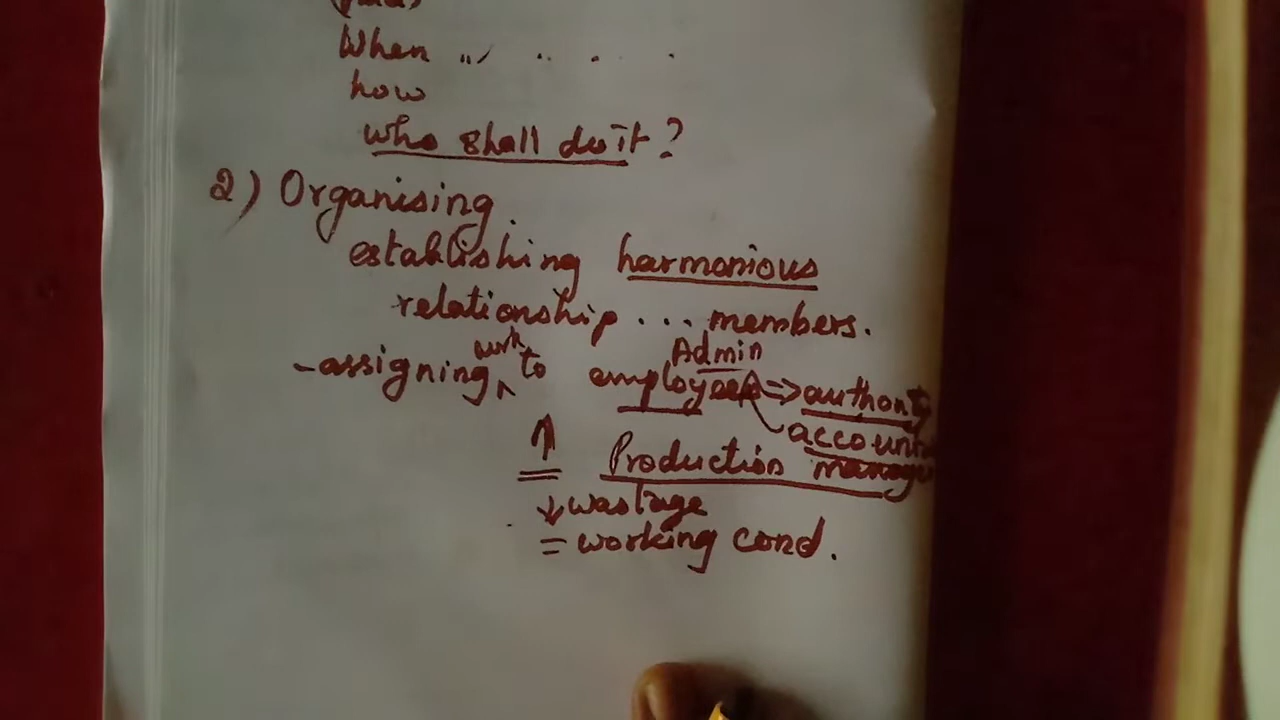 When " .. . .
how
who shall do it ?
2) Organising.
establishing harmonious
relationship ... members.
Admin
-assigning work to employees => authority
accoun
↑ Production manager
↓ wastage
= working cond.